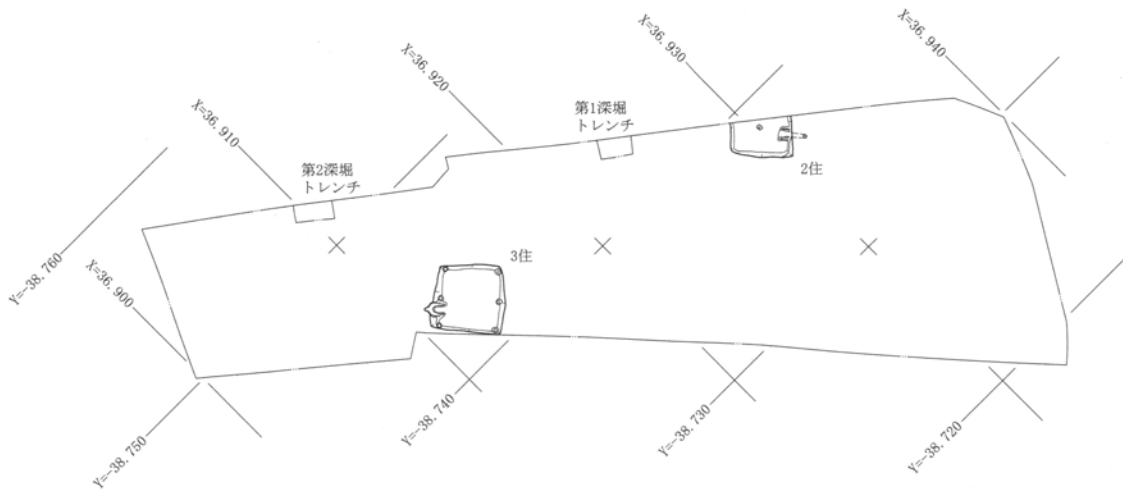 X=36.940
X=36.930
X=36.920
第1深堀
トレンチ
X=36.910
2住
第2深堀
トレンチ
3住
Y=-38.760
X=36.900
Y=-38.750
Y=-38.740
Y=-38.730
Y=-38.720